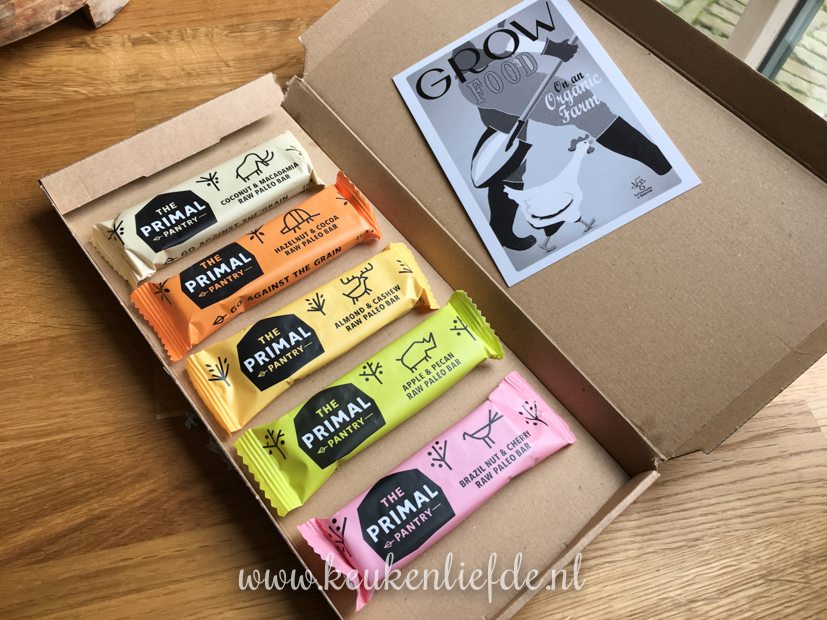 GROW
FOOD
On an
Organic
Farm
THE
PRIMAL
PANTRY
COCONUT & MACADAMIA
RAW PALEO BAR
GO AGAINST THE GRAIN
THE
PRIMAL
PANTRY
HAZELNUT & COCOA
RAW PALEO BAR
GO AGAINST THE GRAIN
THE
PRIMAL
PANTRY
ALMOND & CASHEW
RAW PALEO BAR
THE
PRIMAL
PANTRY
APPLE & PECAN
RAW PALEO BAR
THE
PRIMAL
PANTRY
BRAZIL NUT & CHERRY
RAW PALEO BAR
www.keukenliefde.nl